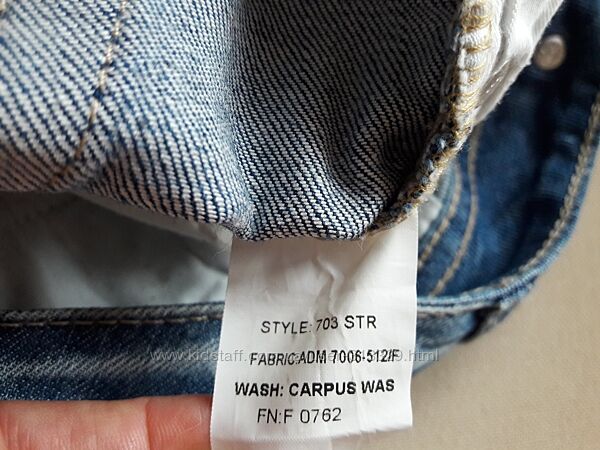 STYLE: 703 STR
FABRIC:ADM 7006-512/F
WASH: CARPUS WAS
FN:F 0762